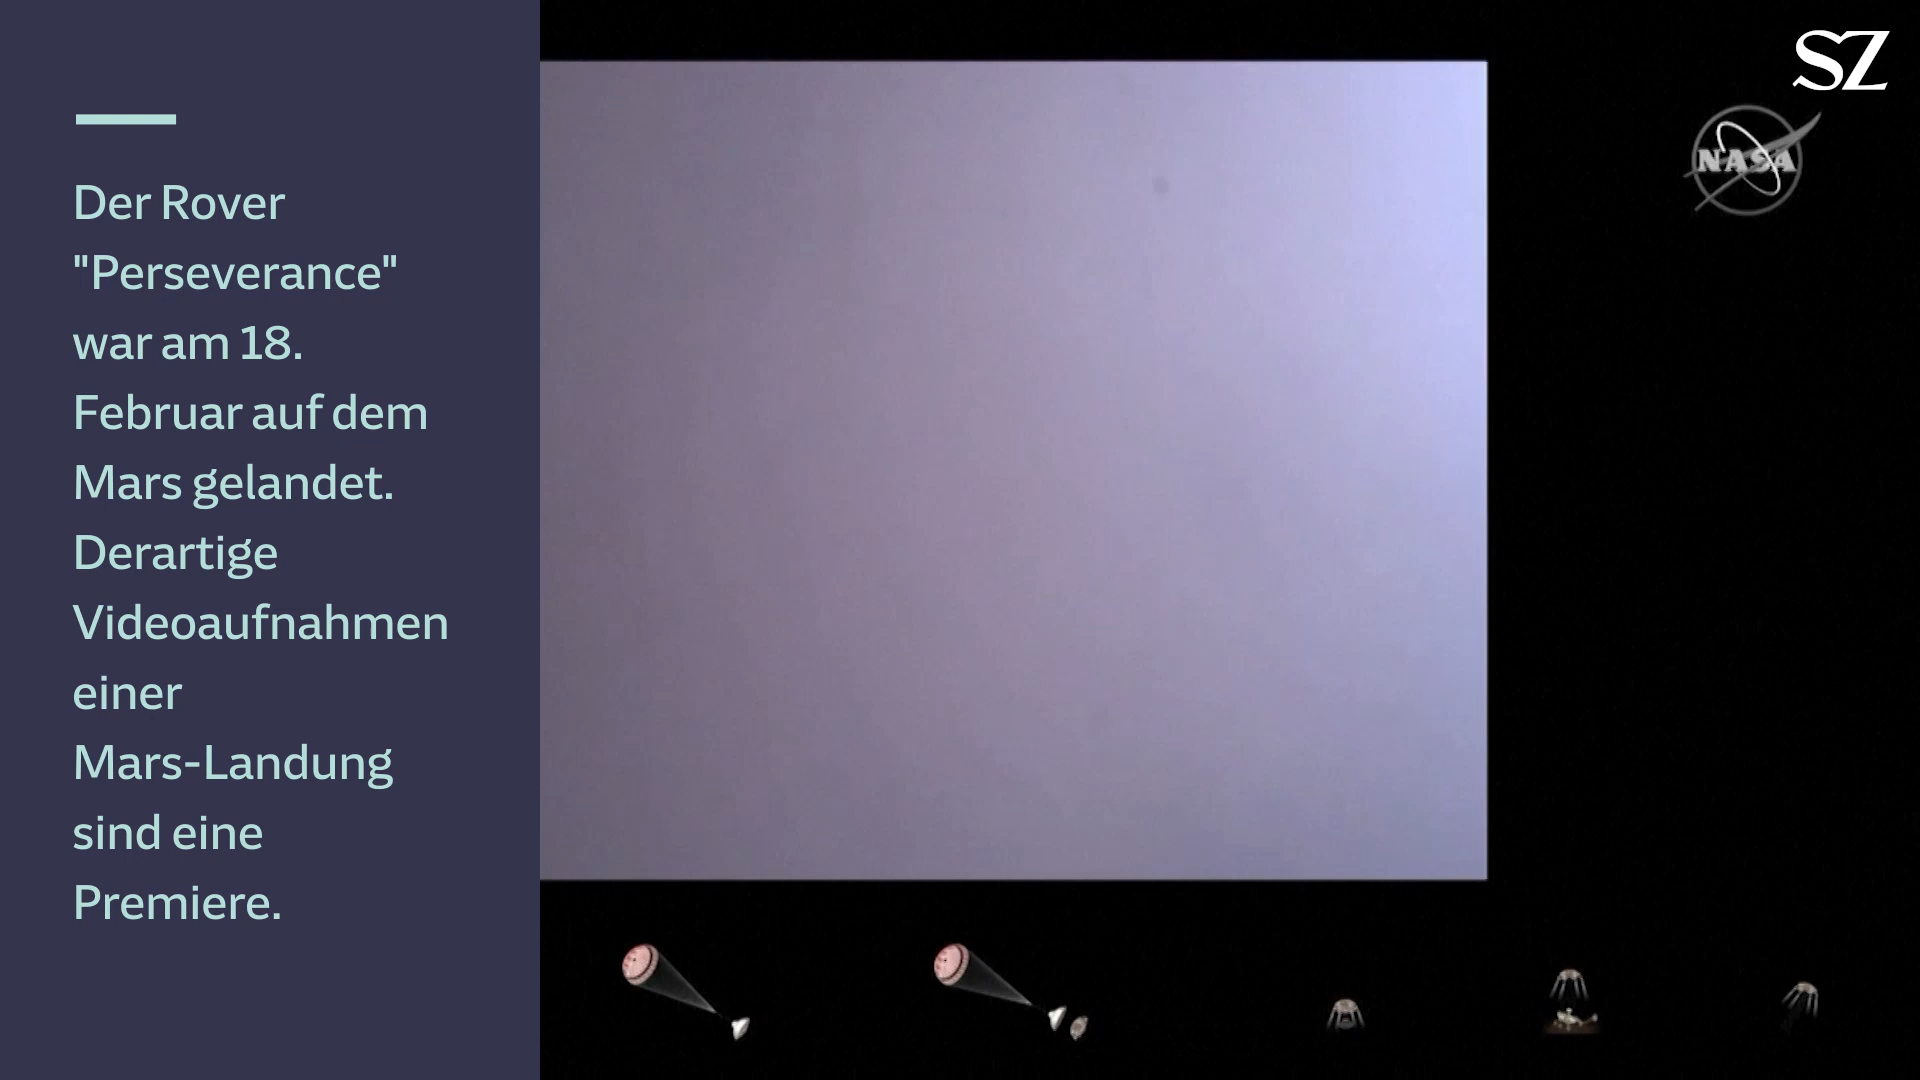 SZ
NASA
Der Rover
"Perseverance"
war am 18.
Februar auf dem
Mars gelandet.
Derartige
Videoaufnahmen
einer
Mars-Landung
sind eine
Premiere.